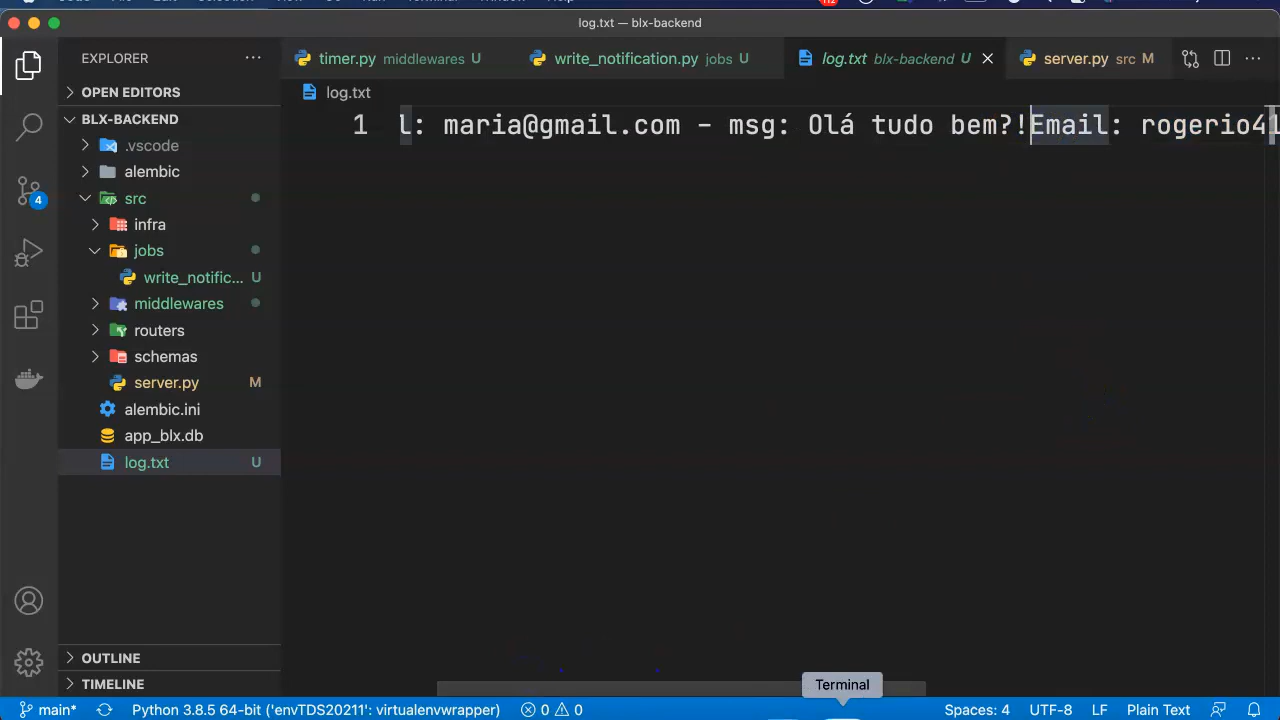 112
log.txt — blx-backend
EXPLORER
timer.py middlewares U
write_notification.py jobs U
log.txt blx-backend U
server.py src M
OPEN EDITORS
log.txt
BLX-BACKEND
1
l: maria@gmail.com - msg: Olá tudo bem?!Email: rogerio41
.vscode
alembic
src
infra
jobs
4
write_notific... U
middlewares
routers
schemas
server.py M
alembic.ini
app_blx.db
log.txt U
OUTLINE
TIMELINE
Terminal
main*
Python 3.8.5 64-bit ('envTDS20211': virtualenvwrapper)
0 0
Spaces: 4
UTF-8
LF
Plain Text